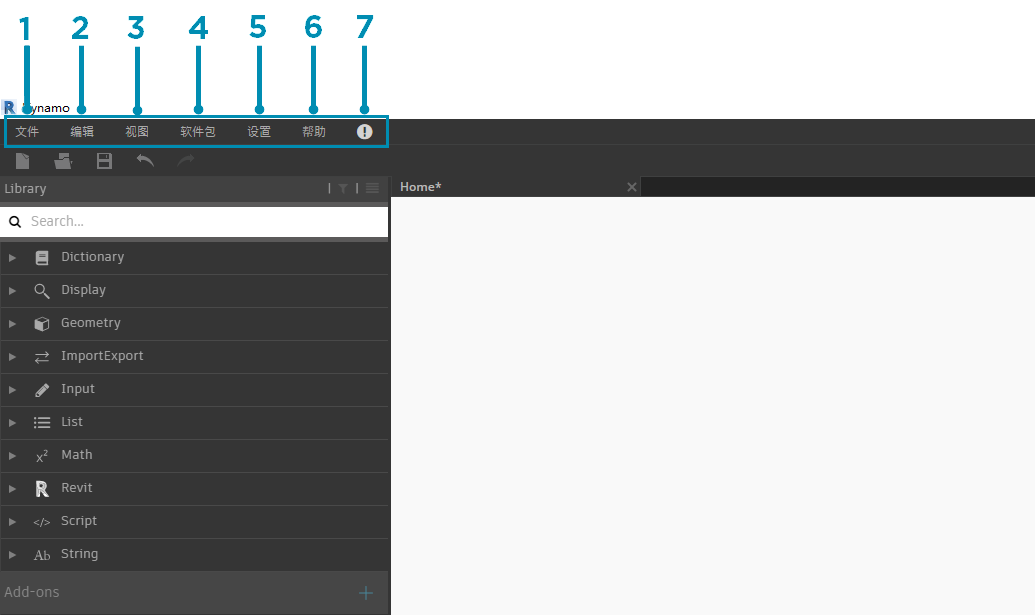 1 2 3 4 5 6 7
Dynamo
文件 编辑 视图 软件包 设置 帮助
Library
Home*
Search...
Dictionary
Display
Geometry
ImportExport
Input
List
x² Math
R Revit
</> Script
Ab String
Add-ons